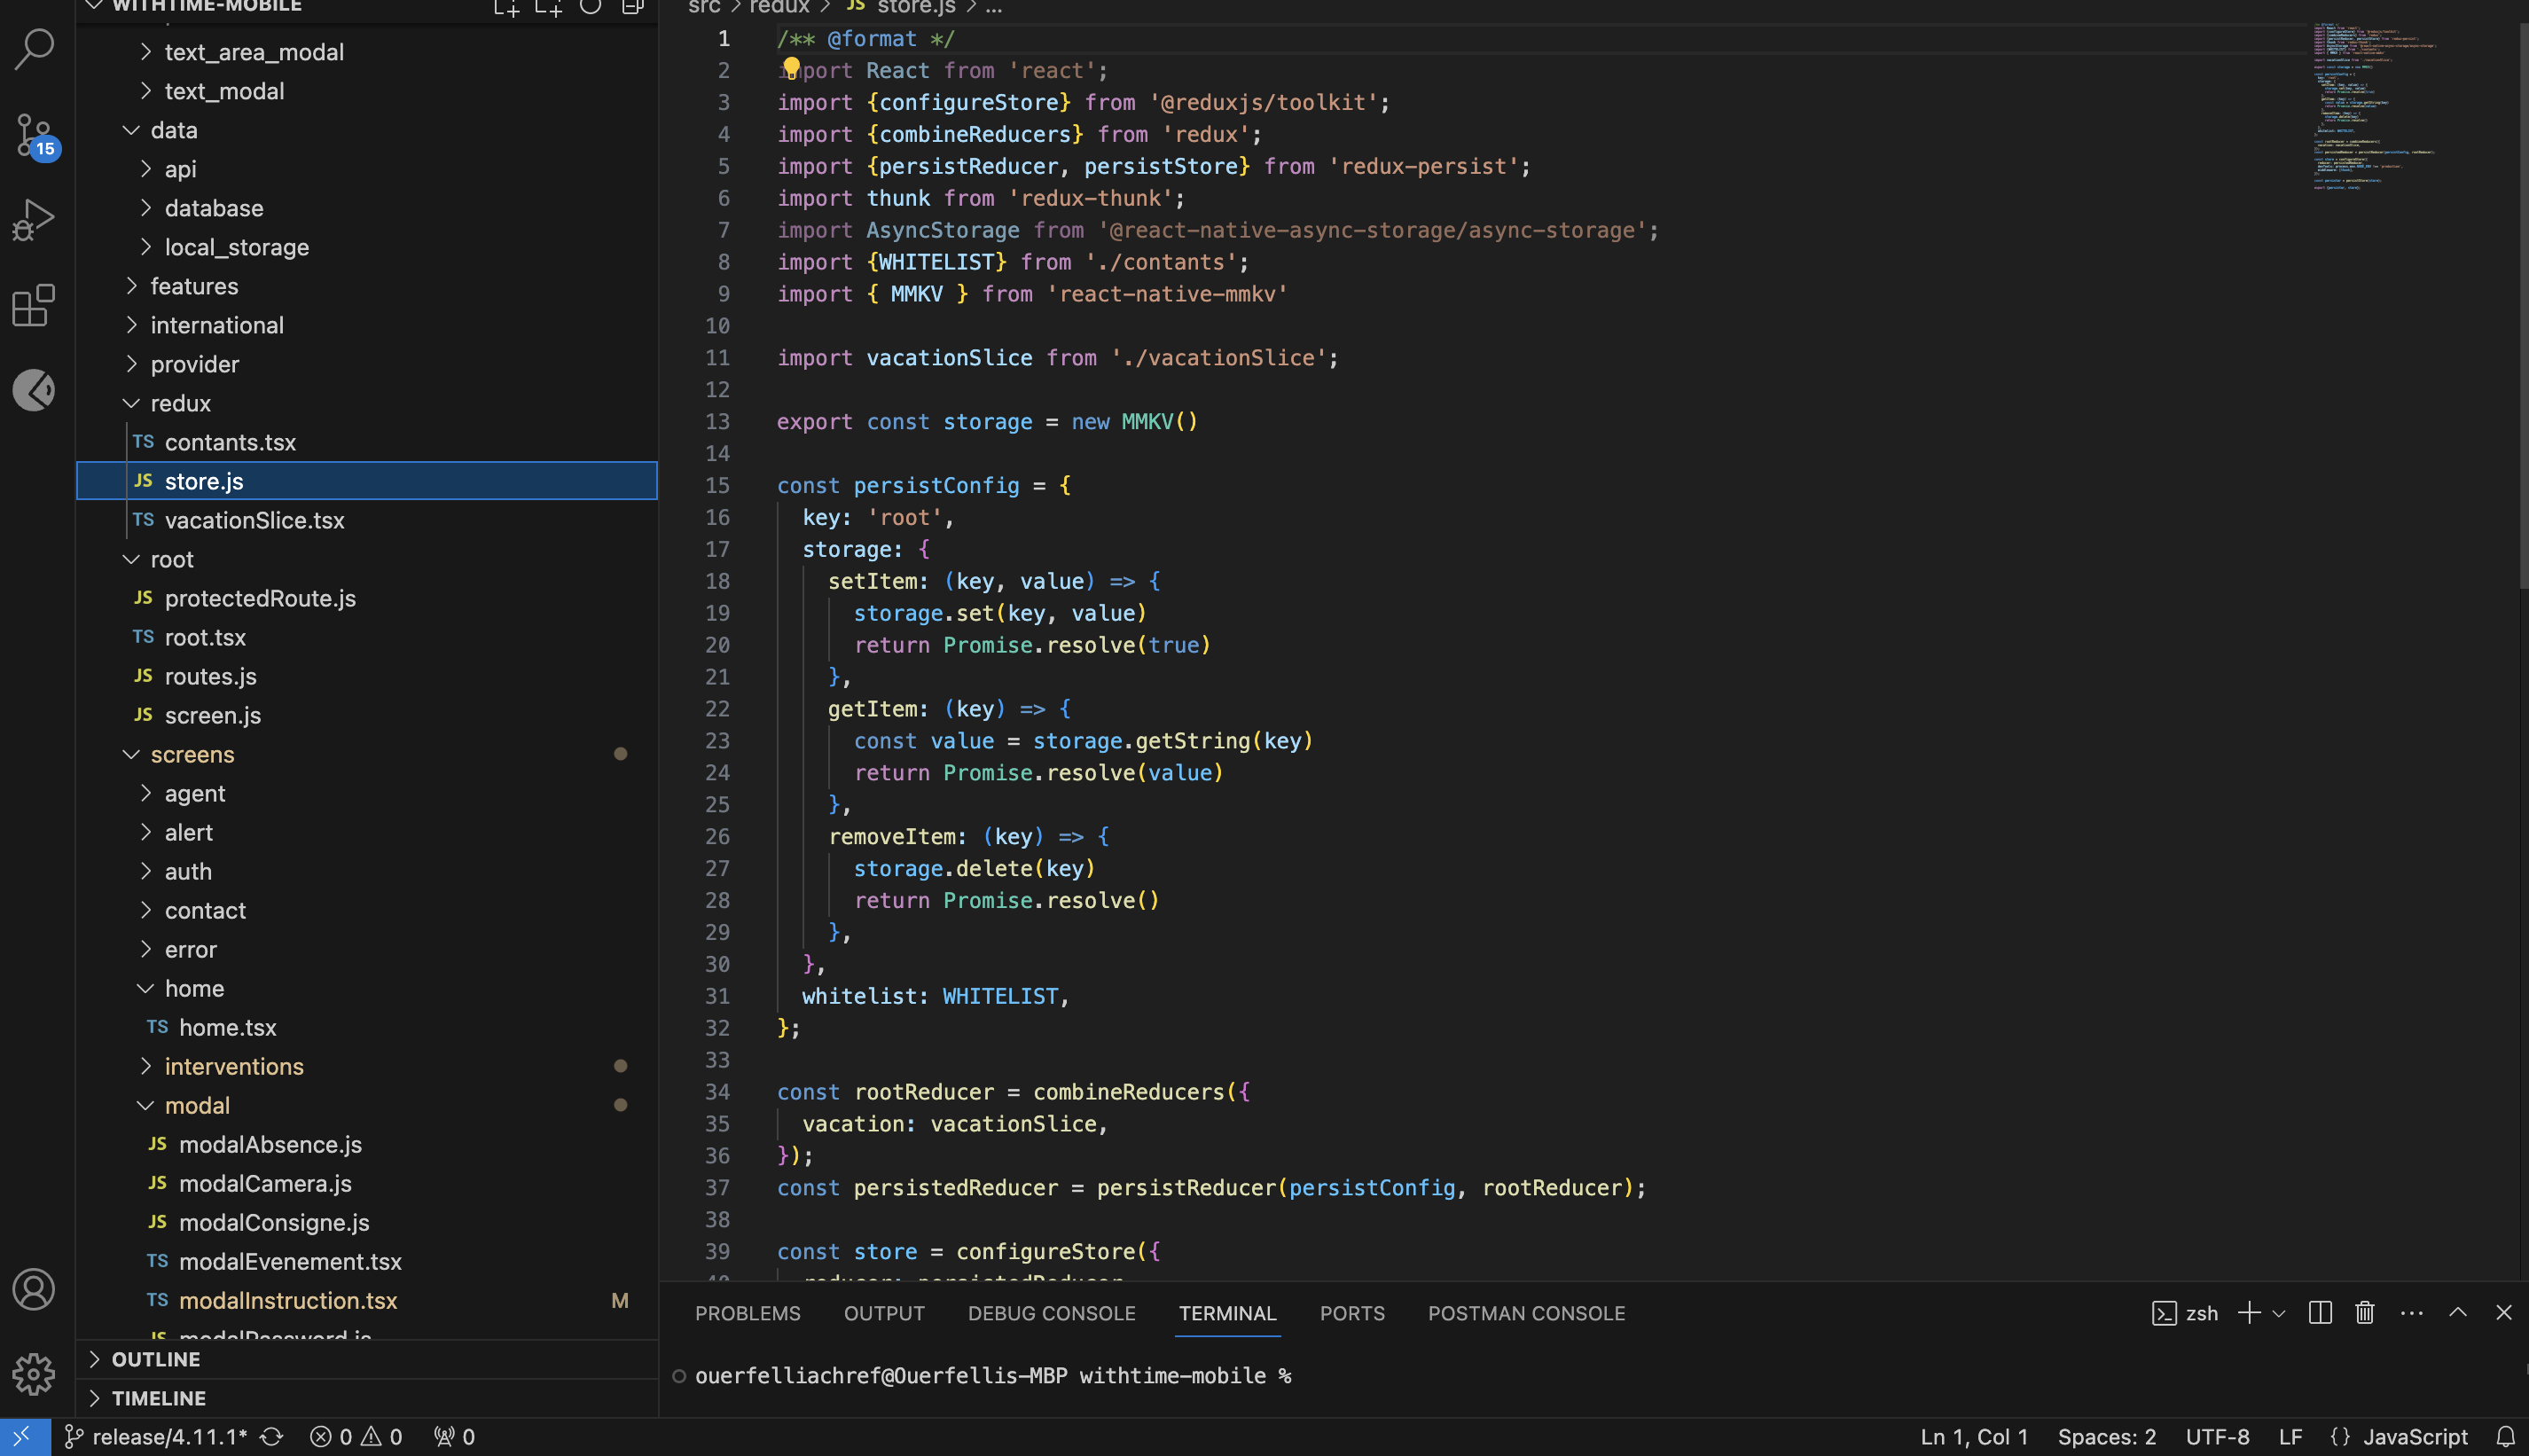 WITHTIME-MOBILE
text_area_modal
text_modal
data
api
database
local_storage
features
international
provider
redux
TS contants.tsx
JS store.js
TS vacationSlice.tsx
root
JS protectedRoute.js
TS root.tsx
JS routes.js
JS screen.js
screens
agent
alert
auth
contact
error
home
TS home.tsx
interventions
modal
JS modalAbsence.js
JS modalCamera.js
JS modalConsigne.js
TS modalEvenement.tsx
TS modalInstruction.tsx M
JS modalPassword.js
OUTLINE
TIMELINE
15
src > redux > JS store.js > ...
1 /** @format */
2 import React from 'react';
3 import {configureStore} from '@reduxjs/toolkit';
4 import {combineReducers} from 'redux';
5 import {persistReducer, persistStore} from 'redux-persist';
6 import thunk from 'redux-thunk';
7 import AsyncStorage from '@react-native-async-storage/async-storage';
8 import {WHITELIST} from './contants';
9 import { MMKV } from 'react-native-mmkv'
10
11 import vacationSlice from './vacationSlice';
12
13 export const storage = new MMKV()
14
15 const persistConfig = {
16 key: 'root',
17 storage: {
18 setItem: (key, value) => {
19 storage.set(key, value)
20 return Promise.resolve(true)
21 },
22 getItem: (key) => {
23 const value = storage.getString(key)
24 return Promise.resolve(value)
25 },
26 removeItem: (key) => {
27 storage.delete(key)
28 return Promise.resolve()
29 },
30 },
31 whitelist: WHITELIST,
32 };
33
34 const rootReducer = combineReducers({
35 vacation: vacationSlice,
36 });
37 const persistedReducer = persistReducer(persistConfig, rootReducer);
38
39 const store = configureStore({
40 reducer: persistedReducer
PROBLEMS OUTPUT DEBUG CONSOLE TERMINAL PORTS POSTMAN CONSOLE zsh
ouerfelliachref@Ouerfellis-MBP withtime-mobile %
release/4.11.1* 0 0 0 Ln 1, Col 1 Spaces: 2 UTF-8 LF {} JavaScript